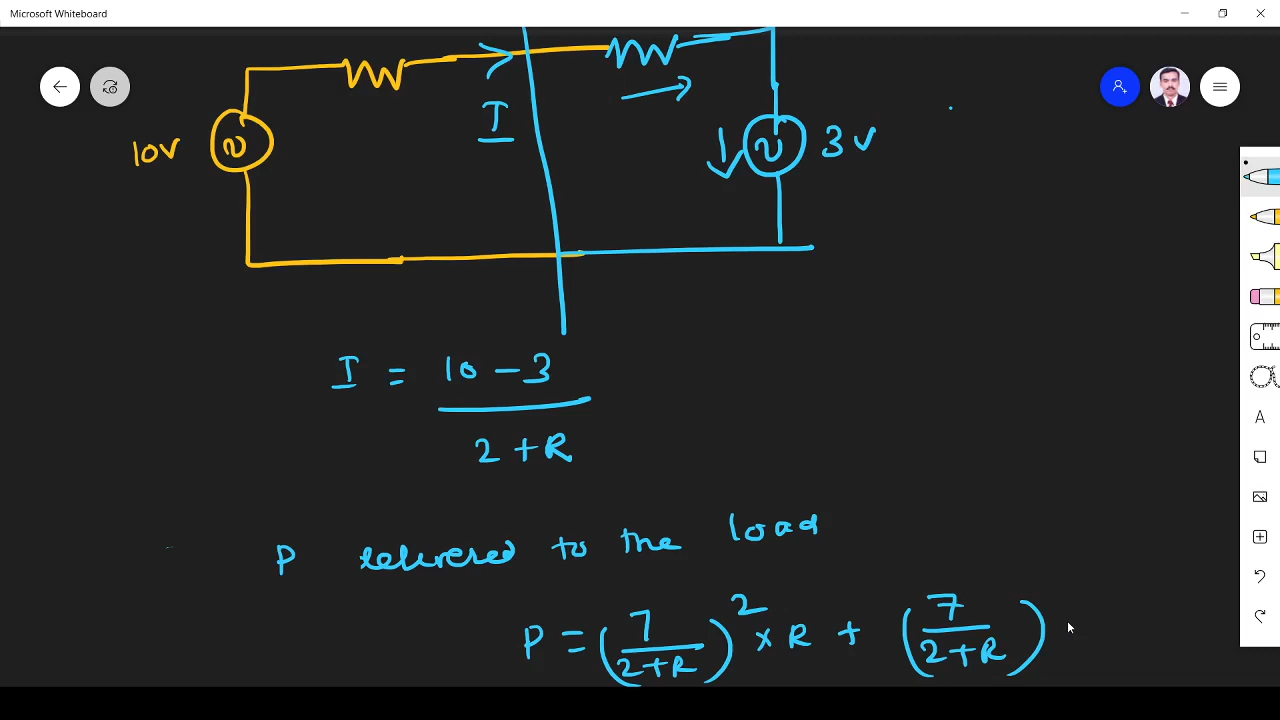 Microsoft Whiteboard
10V
I
3 V
I = 10 - 3
2 + R
P delivered to the load
P = (7 / 2+R)² × R + (7 / 2+R)
A